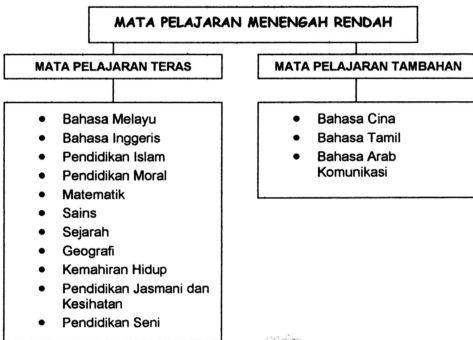 MATA PELAJARAN MENENGAH RENDAH
MATA PELAJARAN TERAS
MATA PELAJARAN TAMBAHAN
• Bahasa Melayu
• Bahasa Inggeris
• Pendidikan Islam
• Pendidikan Moral
• Matematik
• Sains
• Sejarah
• Geografi
• Kemahiran Hidup
• Pendidikan Jasmani dan
Kesihatan
• Pendidikan Seni
• Bahasa Cina
• Bahasa Tamil
• Bahasa Arab
Komunikasi